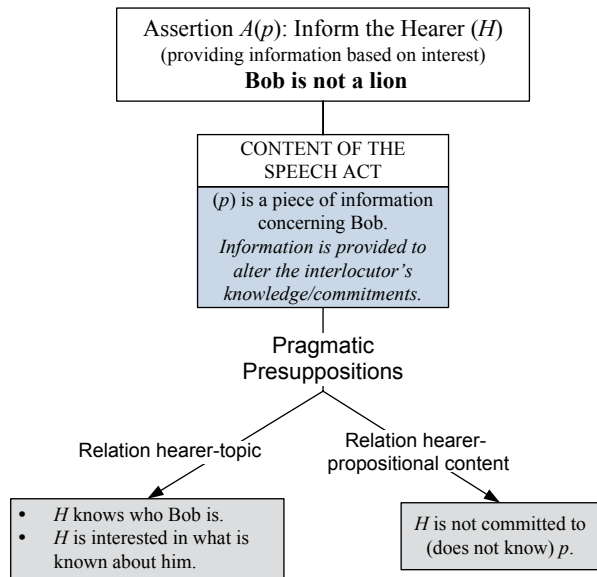 Assertion A(p): Inform the Hearer (H)
(providing information based on interest)
Bob is not a lion
CONTENT OF THE
SPEECH ACT
(p) is a piece of information
concerning Bob.
Information is provided to
alter the interlocutor's
knowledge/commitments.
Pragmatic
Presuppositions
Relation hearer-topic
Relation hearer-
propositional content
• H knows who Bob is.
• H is interested in what is
known about him.
H is not committed to
(does not know) p.